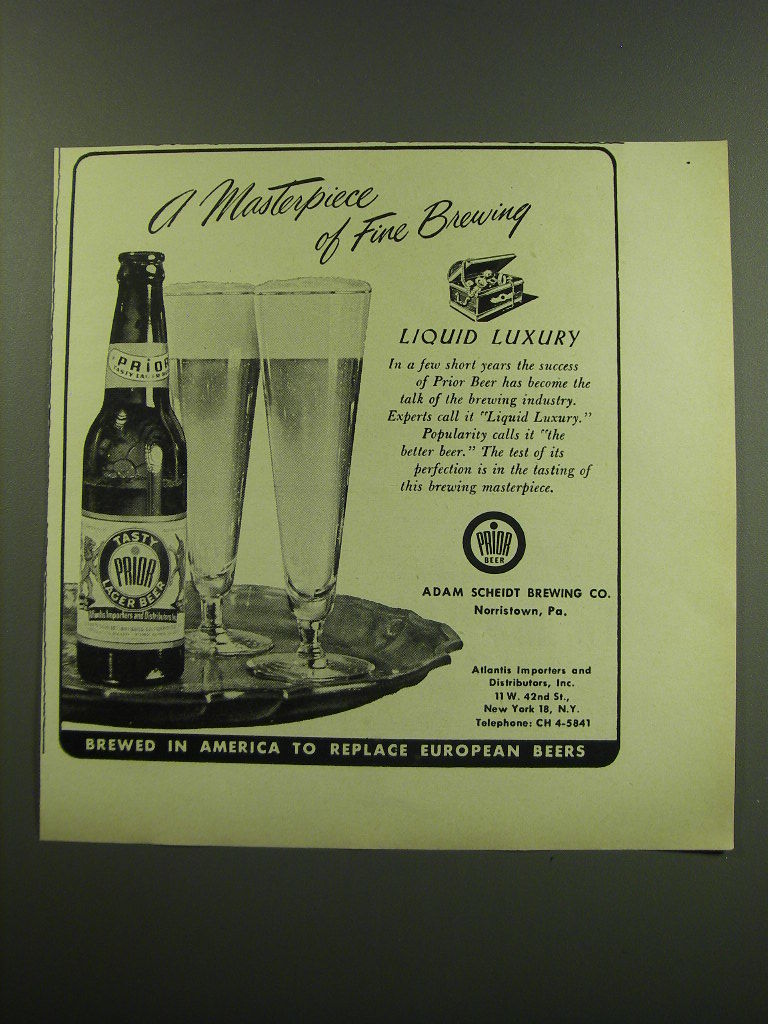 A Masterpiece
of Fine Brewing
LIQUID LUXURY
In a few short years the success
of Prior Beer has become the
talk of the brewing industry.
Experts call it "Liquid Luxury."
Popularity calls it "the
better beer." The test of its
perfection is in the tasting of
this brewing masterpiece.
PRIOR
BEER
ADAM SCHEIDT BREWING CO.
Norristown, Pa.
Atlantis Importers and
Distributors, Inc.
11 W. 42nd St.,
New York 18, N.Y.
Telephone: CH 4-5841
PRIOR
TASTY
TASTY
PRIOR
LAGER BEER
Atlantis Importers and Distributors
BREWED IN AMERICA TO REPLACE EUROPEAN BEERS